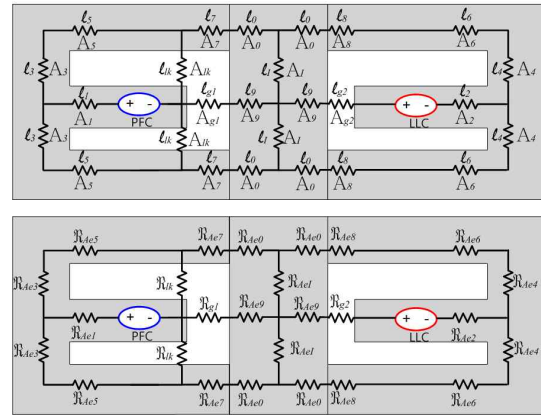 ℓ5 ℓ7 ℓ0 ℓ0 ℓ8 ℓ6
A5 A7 A0 A0 A8 A6
ℓ3 A3 ℓlk Alk ℓ1 A1 ℓ4 A4
ℓ1 + - ℓg1 ℓ9 ℓ9 ℓg2 + - ℓ2
A1 PFC Ag1 A9 A9 Ag2 LLC A2
ℓ3 A3 ℓlk Alk ℓ1 A1 ℓ4 A4
ℓ5 ℓ7 ℓ0 ℓ0 ℓ8 ℓ6
A5 A7 A0 A0 A8 A6
ℜAe5 ℜAe7 ℜAe0 ℜAe0 ℜAe8 ℜAe6
ℜAe3 ℜlk ℜAe1 ℜAe4
+ - ℜg1 ℜAe9 ℜAe9 ℜg2 + -
ℜAe1 PFC LLC ℜAe2
ℜAe3 ℜlk ℜAe1 ℜAe4
ℜAe5 ℜAe7 ℜAe0 ℜAe0 ℜAe8 ℜAe6